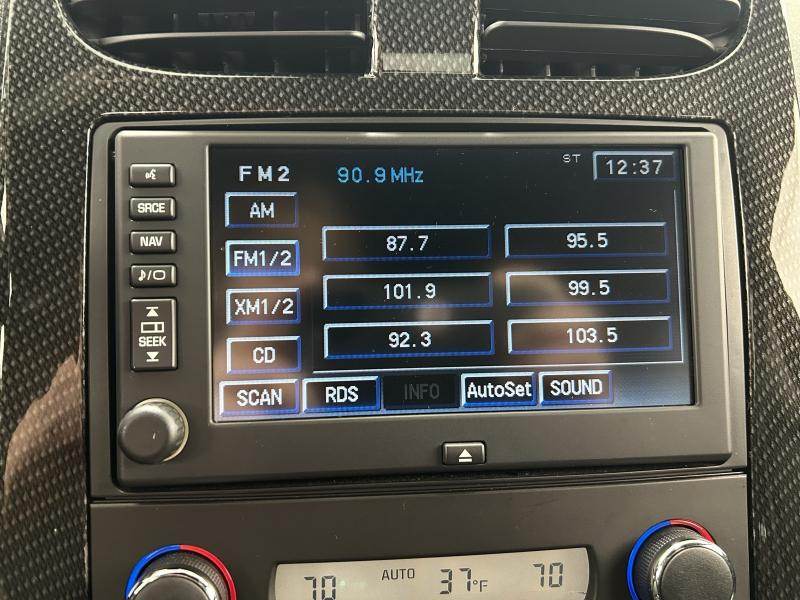 FM2 90.9 MHz ST 12:37
AM
87.7 95.5
FM1/2
101.9 99.5
XM1/2
92.3 103.5
CD
SCAN RDS INFO AutoSet SOUND
SRCE
NAV
SEEK
70 AUTO 37°F 70